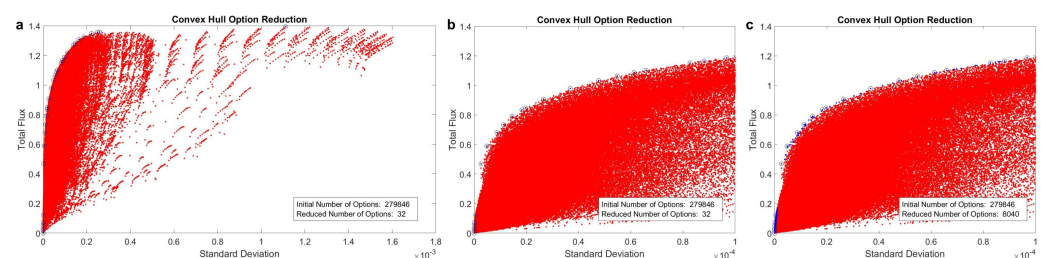 a
Convex Hull Option Reduction
1.4
1.2
1
0.8
0.6
0.4
0.2
0
Total Flux
Initial Number of Options: 279846
Reduced Number of Options: 32
0 0.2 0.4 0.6 0.8 1 1.2 1.4 1.6 1.8
Standard Deviation
×10⁻³
b
Convex Hull Option Reduction
1.4
1.2
1
0.8
0.6
0.4
0.2
0
Total Flux
Initial Number of Options: 279846
Reduced Number of Options: 32
0 0.2 0.4 0.6 0.8 1
Standard Deviation
×10⁻⁴
c
Convex Hull Option Reduction
1.4
1.2
1
0.8
0.6
0.4
0.2
0
Total Flux
Initial Number of Options: 279846
Reduced Number of Options: 8040
0 0.2 0.4 0.6 0.8 1
Standard Deviation
×10⁻⁴